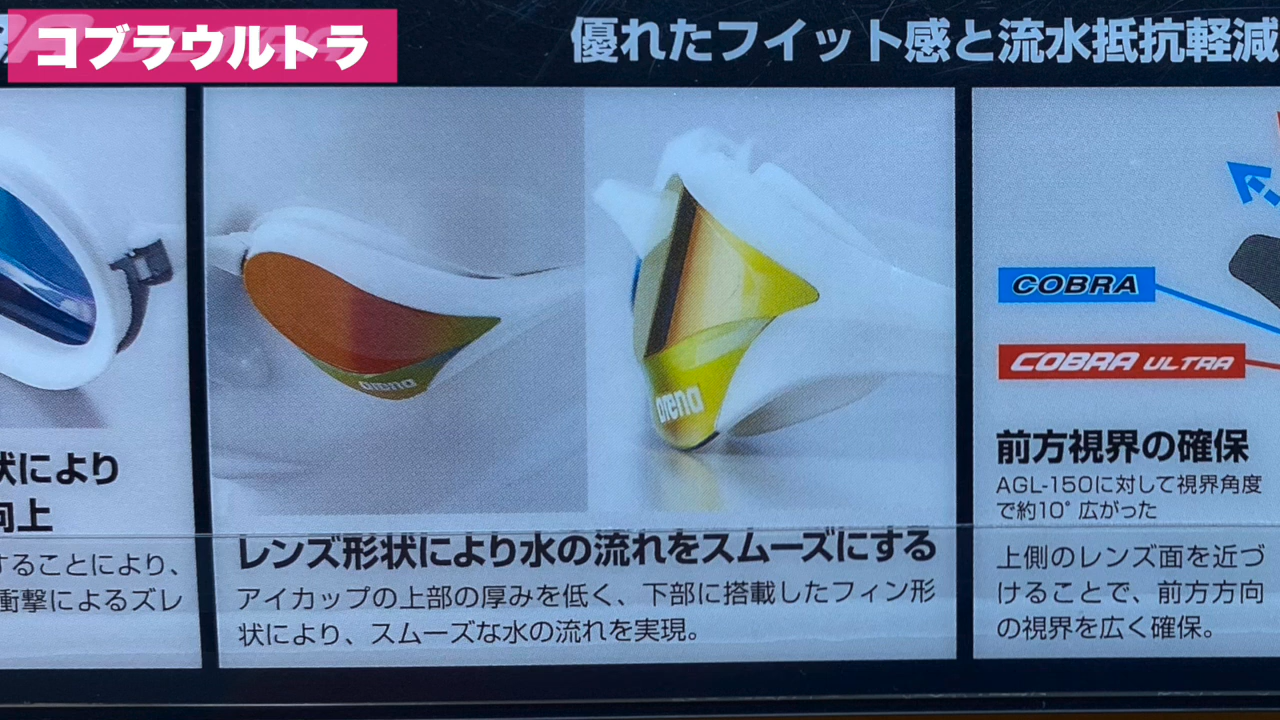 コブラウルトラ
優れたフィット感と流水抵抗軽減
状により
向上
することにより、
衝撃によるズレ
arena
arena
レンズ形状により水の流れをスムーズにする
アイカップの上部の厚みを低く、下部に搭載したフィン形
状により、スムーズな水の流れを実現。
COBRA
COBRA ULTRA
前方視界の確保
AGL-150に対して視界角度
で約10°広がった
上側のレンズ面を近づ
けることで、前方方向
の視界を広く確保。